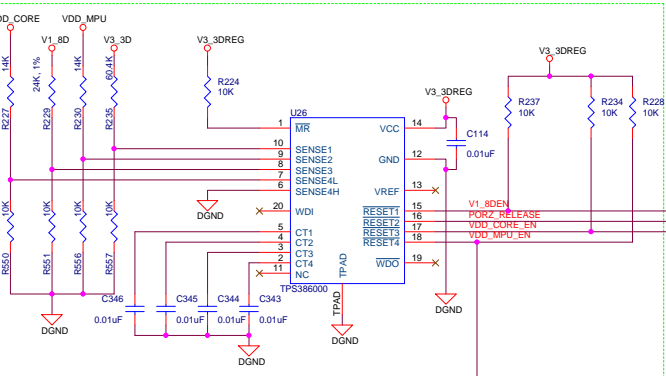 DD_CORE
VDD_MPU
V1_8D
V3_3D
V3_3DREG
V3_3DREG
V3_3DREG
14K
24K, 1%
14K
60.4K
R227
R229
R230
R235
R224
10K
R237
10K
R234
10K
R228
10K
C114
0.01uF
U26
1 MR
10 SENSE1
9 SENSE2
8 SENSE3
7 SENSE4L
6 SENSE4H
20 WDI
5 CT1
4 CT2
3 CT3
2 CT4
11 NC
VCC 14
GND 12
VREF 13
RESET1 15
RESET2 16
RESET3 17
RESET4 18
WDO 19
TPAD
TPS386000
TPAD
V1_8DEN
PORZ_RELEASE
VDD_CORE_EN
VDD_MPU_EN
10K
10K
10K
10K
R550
R551
R556
R557
DGND
DGND
C346
0.01uF
C345
0.01uF
C344
0.01uF
C343
0.01uF
DGND
DGND
DGND